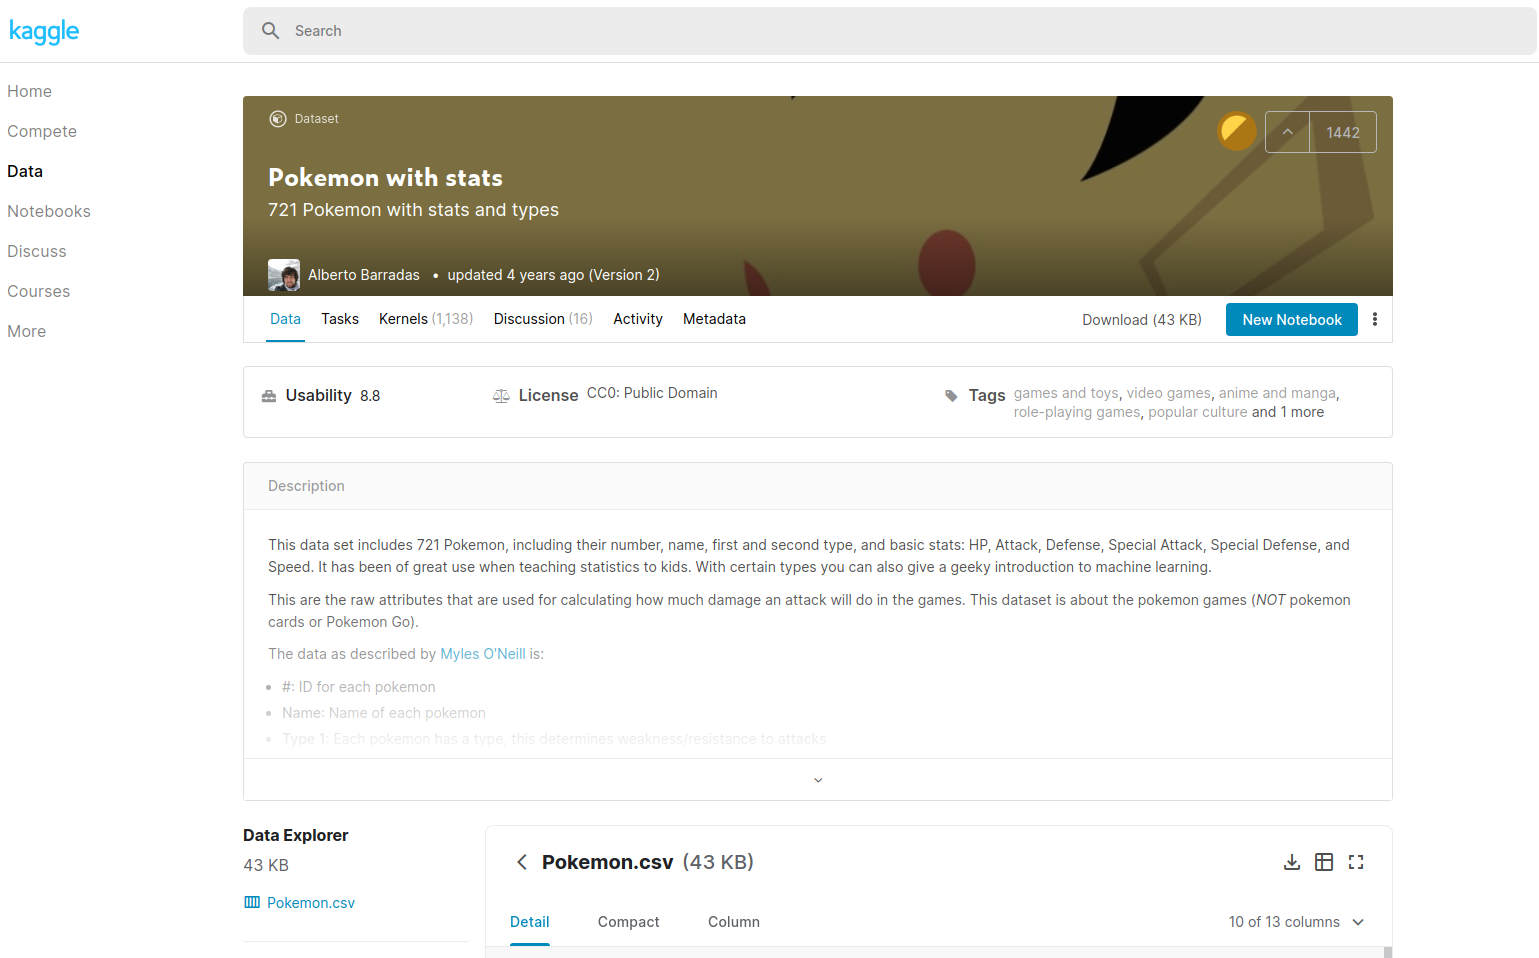 kaggle
Search
Home
Compete
Data
Notebooks
Discuss
Courses
More
Dataset
1442
Pokemon with stats
721 Pokemon with stats and types
Alberto Barradas • updated 4 years ago (Version 2)
Data Tasks Kernels (1,138) Discussion (16) Activity Metadata Download (43 KB) New Notebook
Usability 8.8 License CC0: Public Domain Tags games and toys, video games, anime and manga,
role-playing games, popular culture and 1 more
Description
This data set includes 721 Pokemon, including their number, name, first and second type, and basic stats: HP, Attack, Defense, Special Attack, Special Defense, and
Speed. It has been of great use when teaching statistics to kids. With certain types you can also give a geeky introduction to machine learning.
This are the raw attributes that are used for calculating how much damage an attack will do in the games. This dataset is about the pokemon games (NOT pokemon
cards or Pokemon Go).
The data as described by Myles O'Neill is:
• #: ID for each pokemon
• Name: Name of each pokemon
• Type 1: Each pokemon has a type, this determines weakness/resistance to attacks
Data Explorer
43 KB
Pokemon.csv
Pokemon.csv (43 KB)
Detail Compact Column 10 of 13 columns